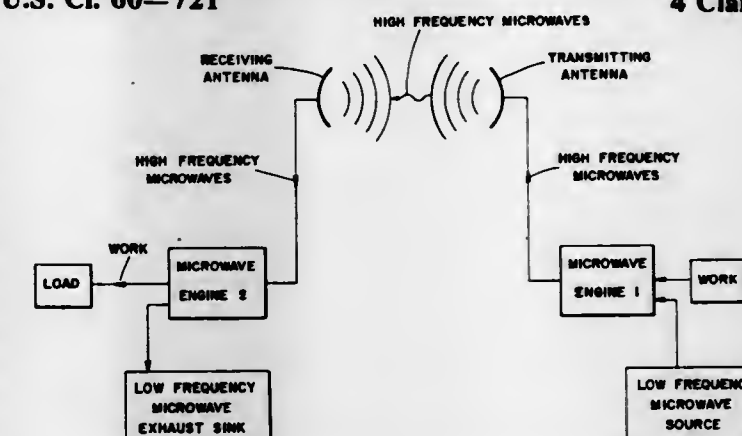 U.S. Cl. 60—721
4 Clai
HIGH FREQUENCY MICROWAVES
RECEIVING
ANTENNA
TRANSMITTING
ANTENNA
HIGH FREQUENCY
MICROWAVES
HIGH FREQUENCY
MICROWAVES
WORK
LOAD
MICROWAVE
ENGINE 2
MICROWAVE
ENGINE 1
WORK
LOW FREQUENCY
MICROWAVE
EXHAUST SINK
LOW FREQUENC
MICROWAVE
SOURCE